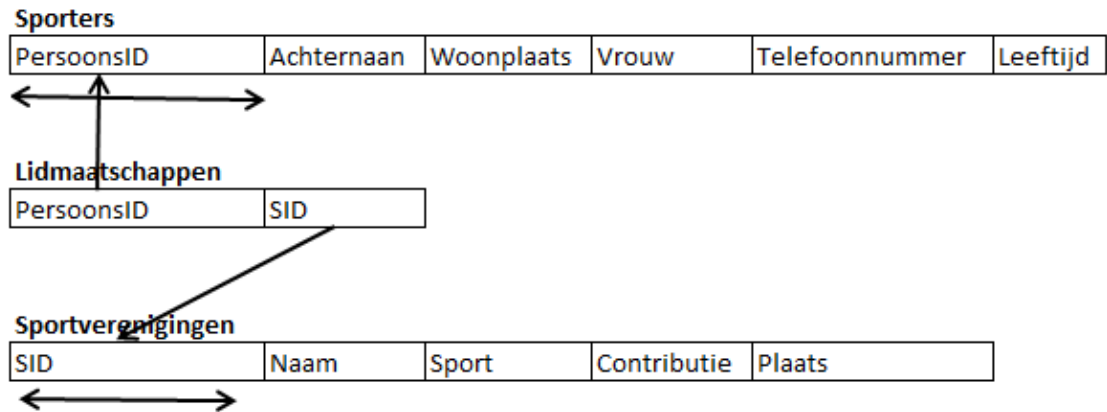 Sporters
PersoonsID Achternaan Woonplaats Vrouw Telefoonnummer Leeftijd
Lidmaatschappen
PersoonsID SID
Sportverenigingen
SID Naam Sport Contributie Plaats